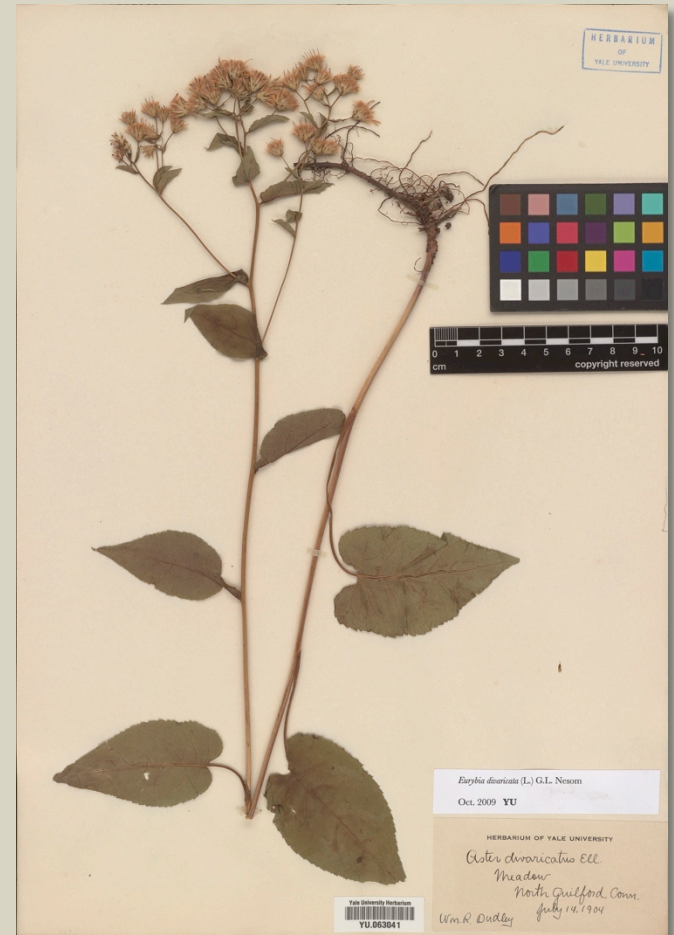 HERBARIUM
OF
YALE UNIVERSITY
0 1 2 3 4 5 6 7 8 9 10
cm copyright reserved
Eurybia divaricata (L.) G.L. Nesom
Oct. 2009 YU
HERBARIUM OF YALE UNIVERSITY
Aster divaricatus Ell.
Meadow
North Guilford, Conn.
July 14, 1904
Wm. R. Dudley
Yale University Herbarium
YU.063041